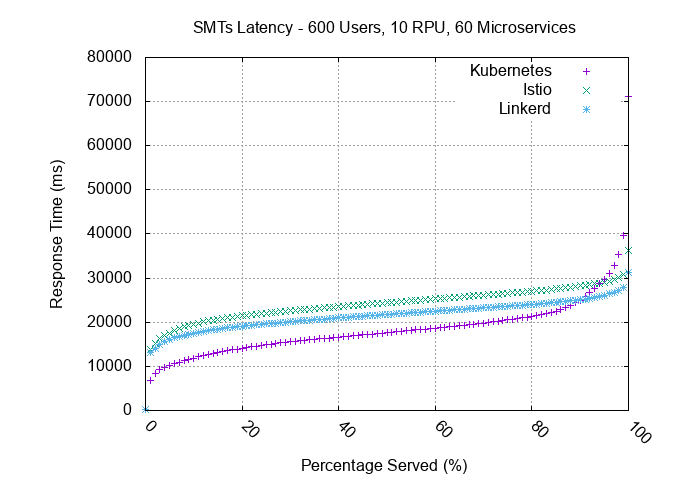 SMTs Latency - 600 Users, 10 RPU, 60 Microservices
80000
70000
60000
50000
40000
30000
20000
10000
0
Response Time (ms)
Kubernetes
Istio
Linkerd
0
20
40
60
80
100
Percentage Served (%)